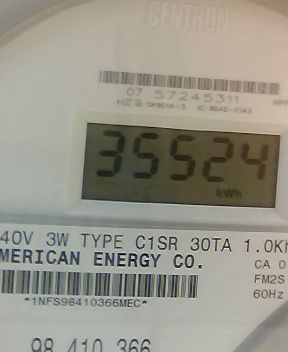 CENTRON
07 57245311
35524
kWh
40V 3W TYPE C1SR 30TA 1.0Kh
MERICAN ENERGY CO.
CA 0
FM2S
60Hz
*1NFS98410366MEC*
98 410 366